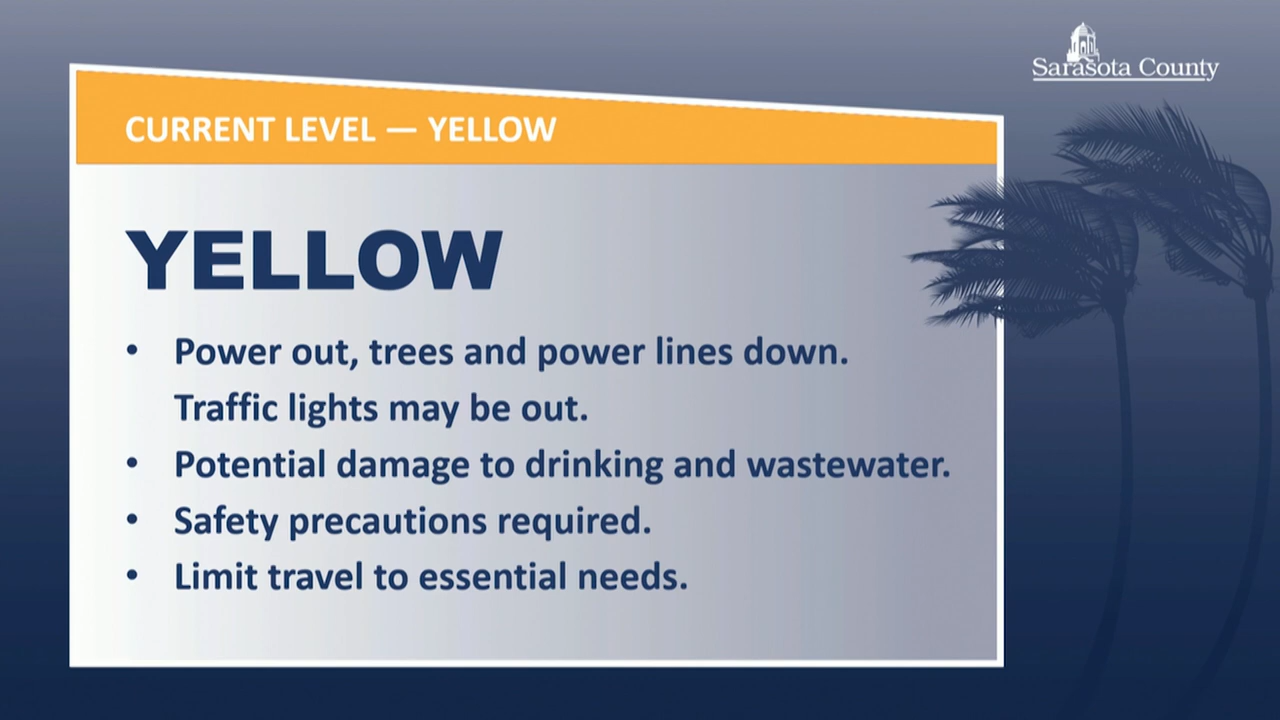 Sarasota County
CURRENT LEVEL — YELLOW
YELLOW
• Power out, trees and power lines down.
Traffic lights may be out.
• Potential damage to drinking and wastewater.
• Safety precautions required.
• Limit travel to essential needs.